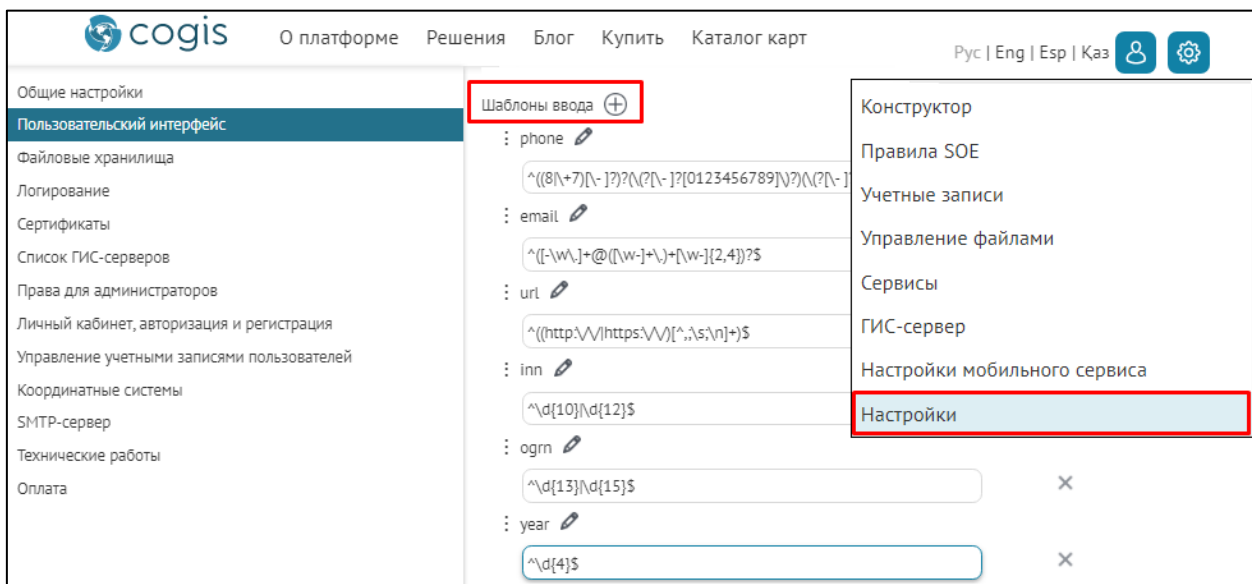 cogis
О платформе Решения Блог Купить Каталог карт
Рус | Eng | Esp | Қаз
Общие настройки
Пользовательский интерфейс
Файловые хранилища
Логирование
Сертификаты
Список ГИС-серверов
Права для администраторов
Личный кабинет, авторизация и регистрация
Управление учетными записями пользователей
Координатные системы
SMTP-сервер
Технические работы
Оплата
Шаблоны ввода
phone
^((8|\+7)[\- ]?)?(\(?[\- ]?[0123456789]\)?)(\(?[\- ]?
email
^([-\w\.]+@([\w-]+\.)+[\w-]{2,4})?$
url
^((http:\/\/|https:\/\/)[^,;\s;\n]+)$
inn
^\d{10}|\d{12}$
ogrn
^\d{13}|\d{15}$
year
^\d{4}$
Конструктор
Правила SOE
Учетные записи
Управление файлами
Сервисы
ГИС-сервер
Настройки мобильного сервиса
Настройки